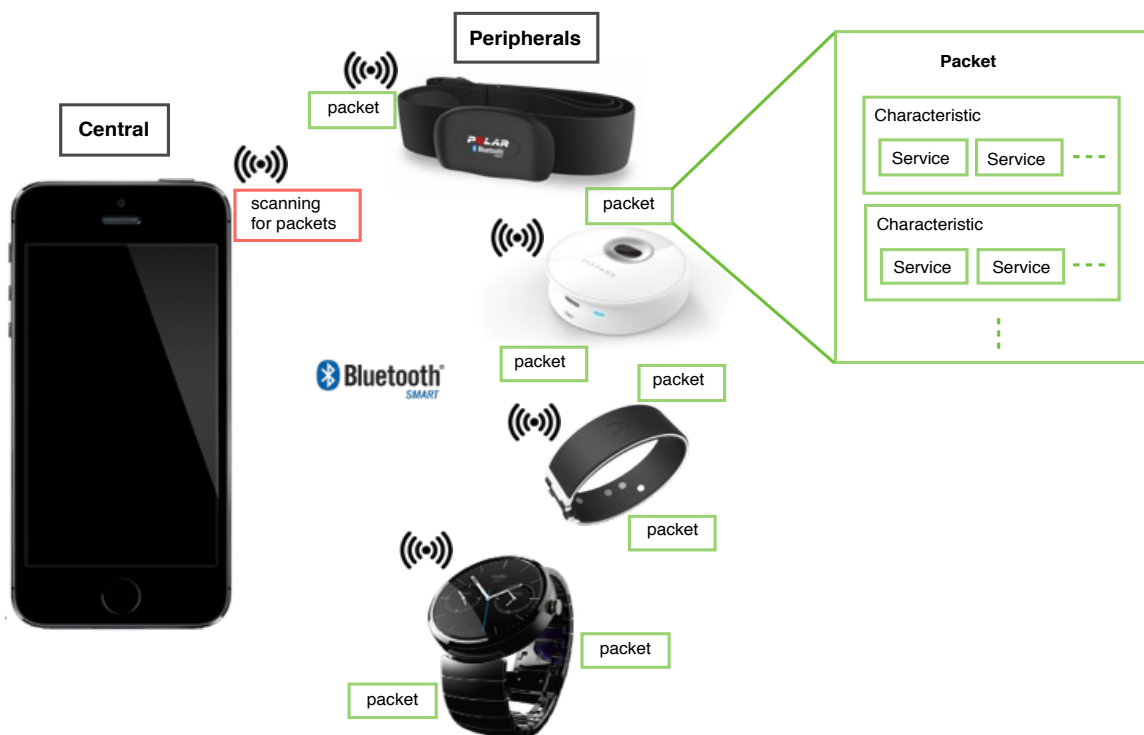 Peripherals
Central
packet
POLAR
Bluetooth
scanning
for packets
packet
Packet
Characteristic
Service
Service
Characteristic
Service
Service
packet
packet
Bluetooth®
SMART
packet
packet
packet